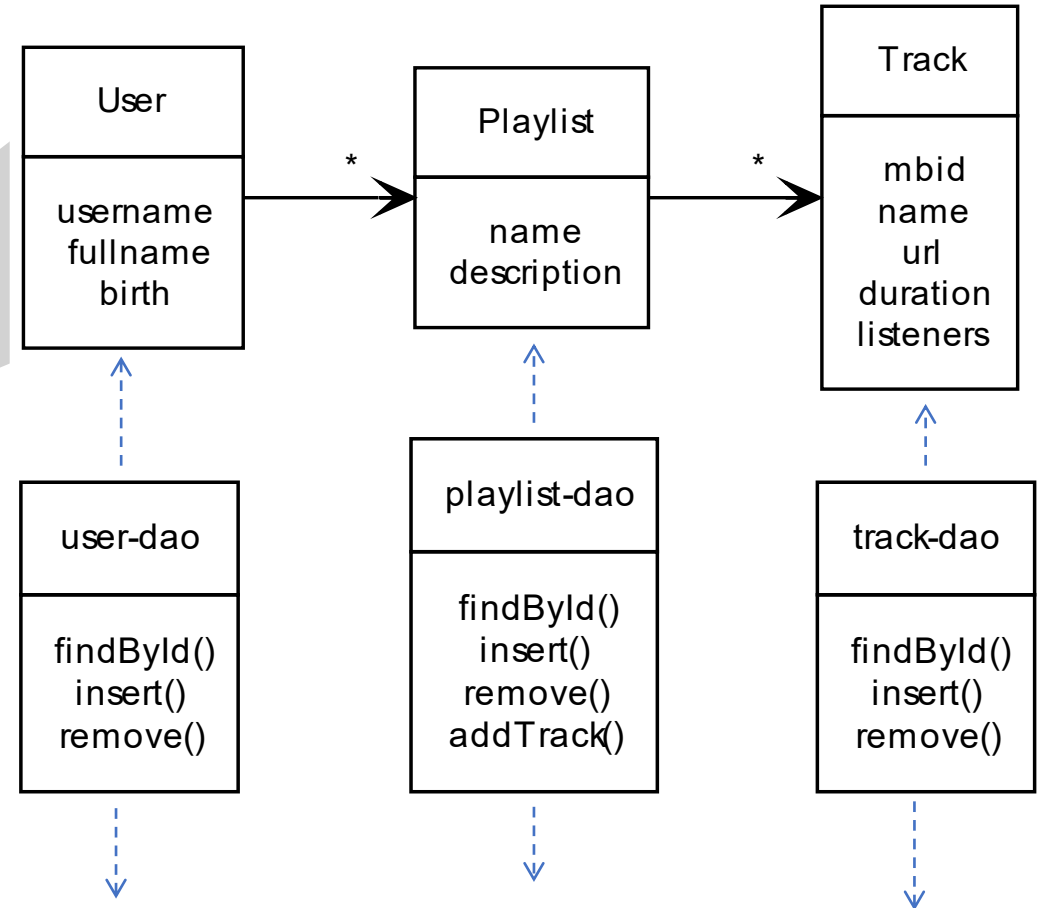 User
username
fullname
birth
*
Playlist
name
description
*
Track
mbid
name
url
duration
listeners
user-dao
findById()
insert()
remove()
playlist-dao
findById()
insert()
remove()
addTrack()
track-dao
findById()
insert()
remove()